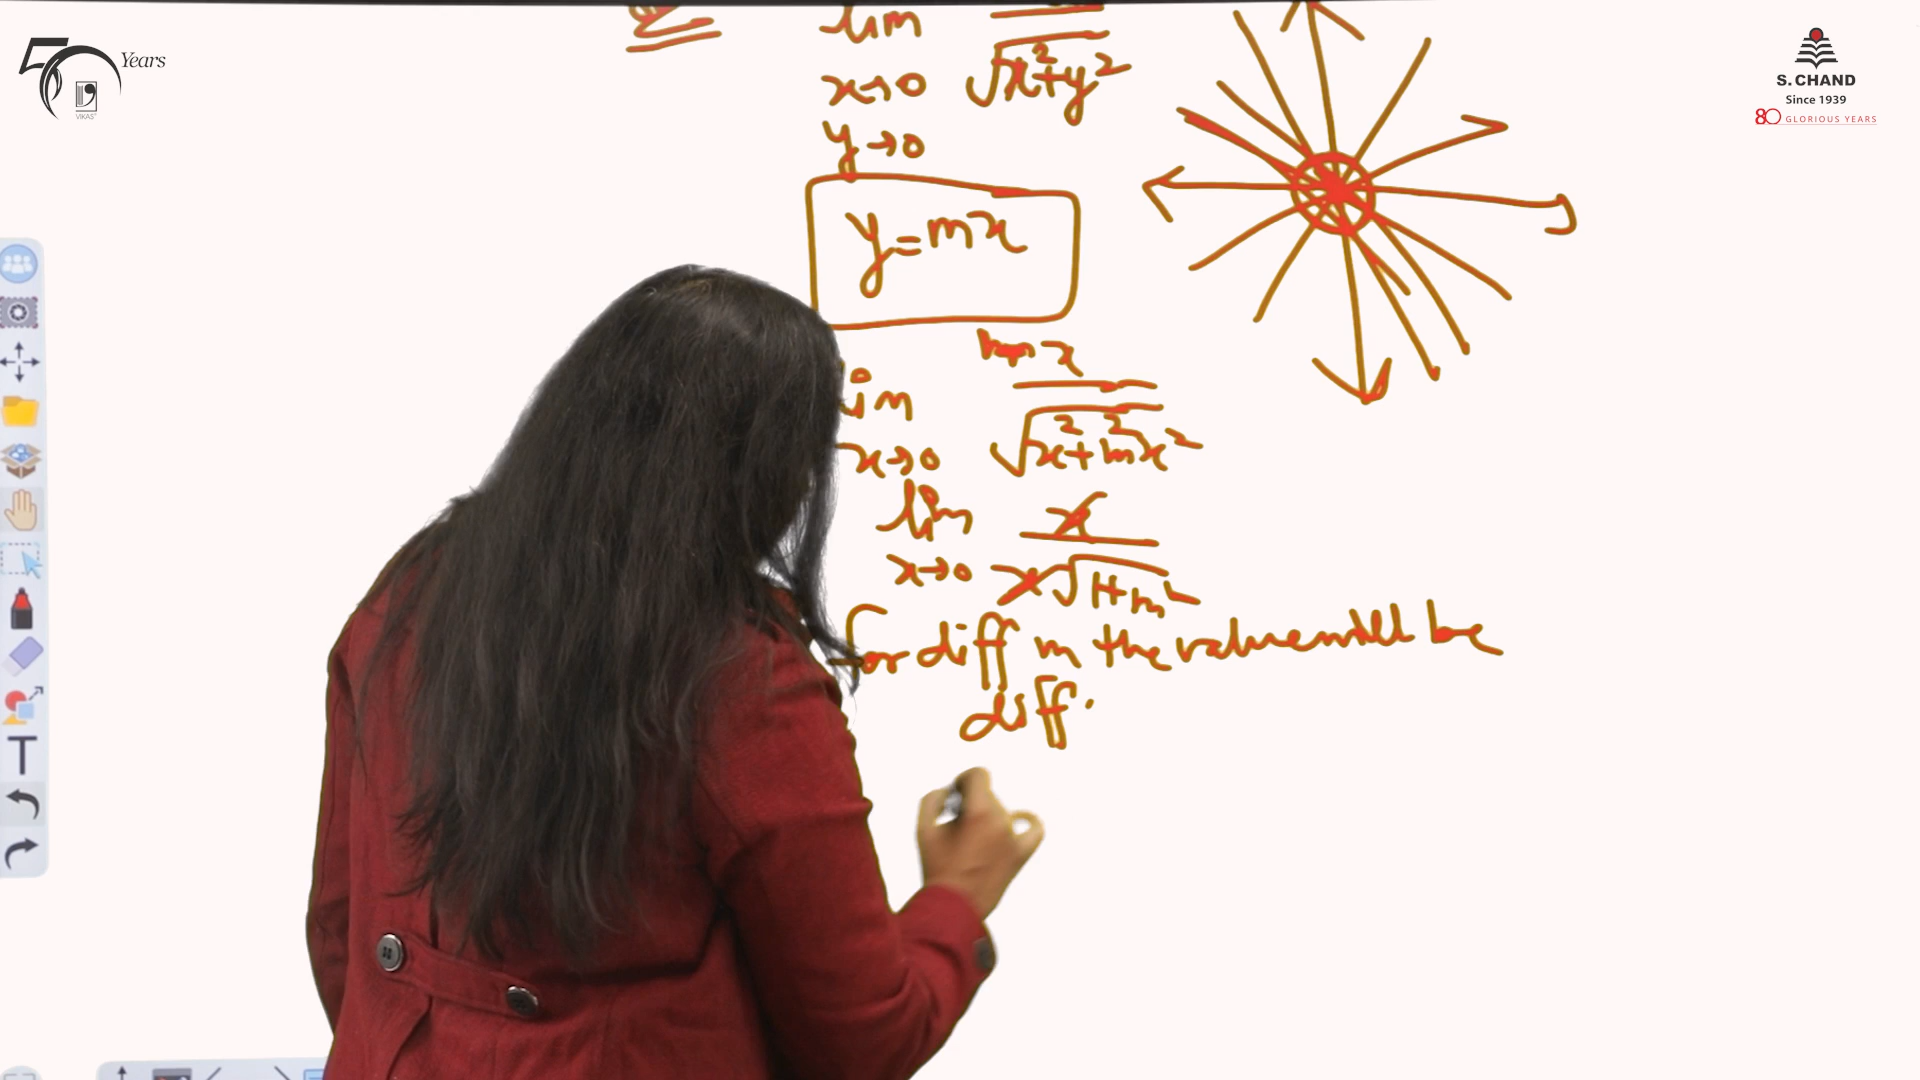 50 Years
VIKAS
S. CHAND
Since 1939
80 GLORIOUS YEARS
lim
x→0 √x²+y²
y→0
y=mx
x
im
x→0 √x²+m²x²
lim x
x→0 x√1+m²
for diff m the value will be
diff.
T